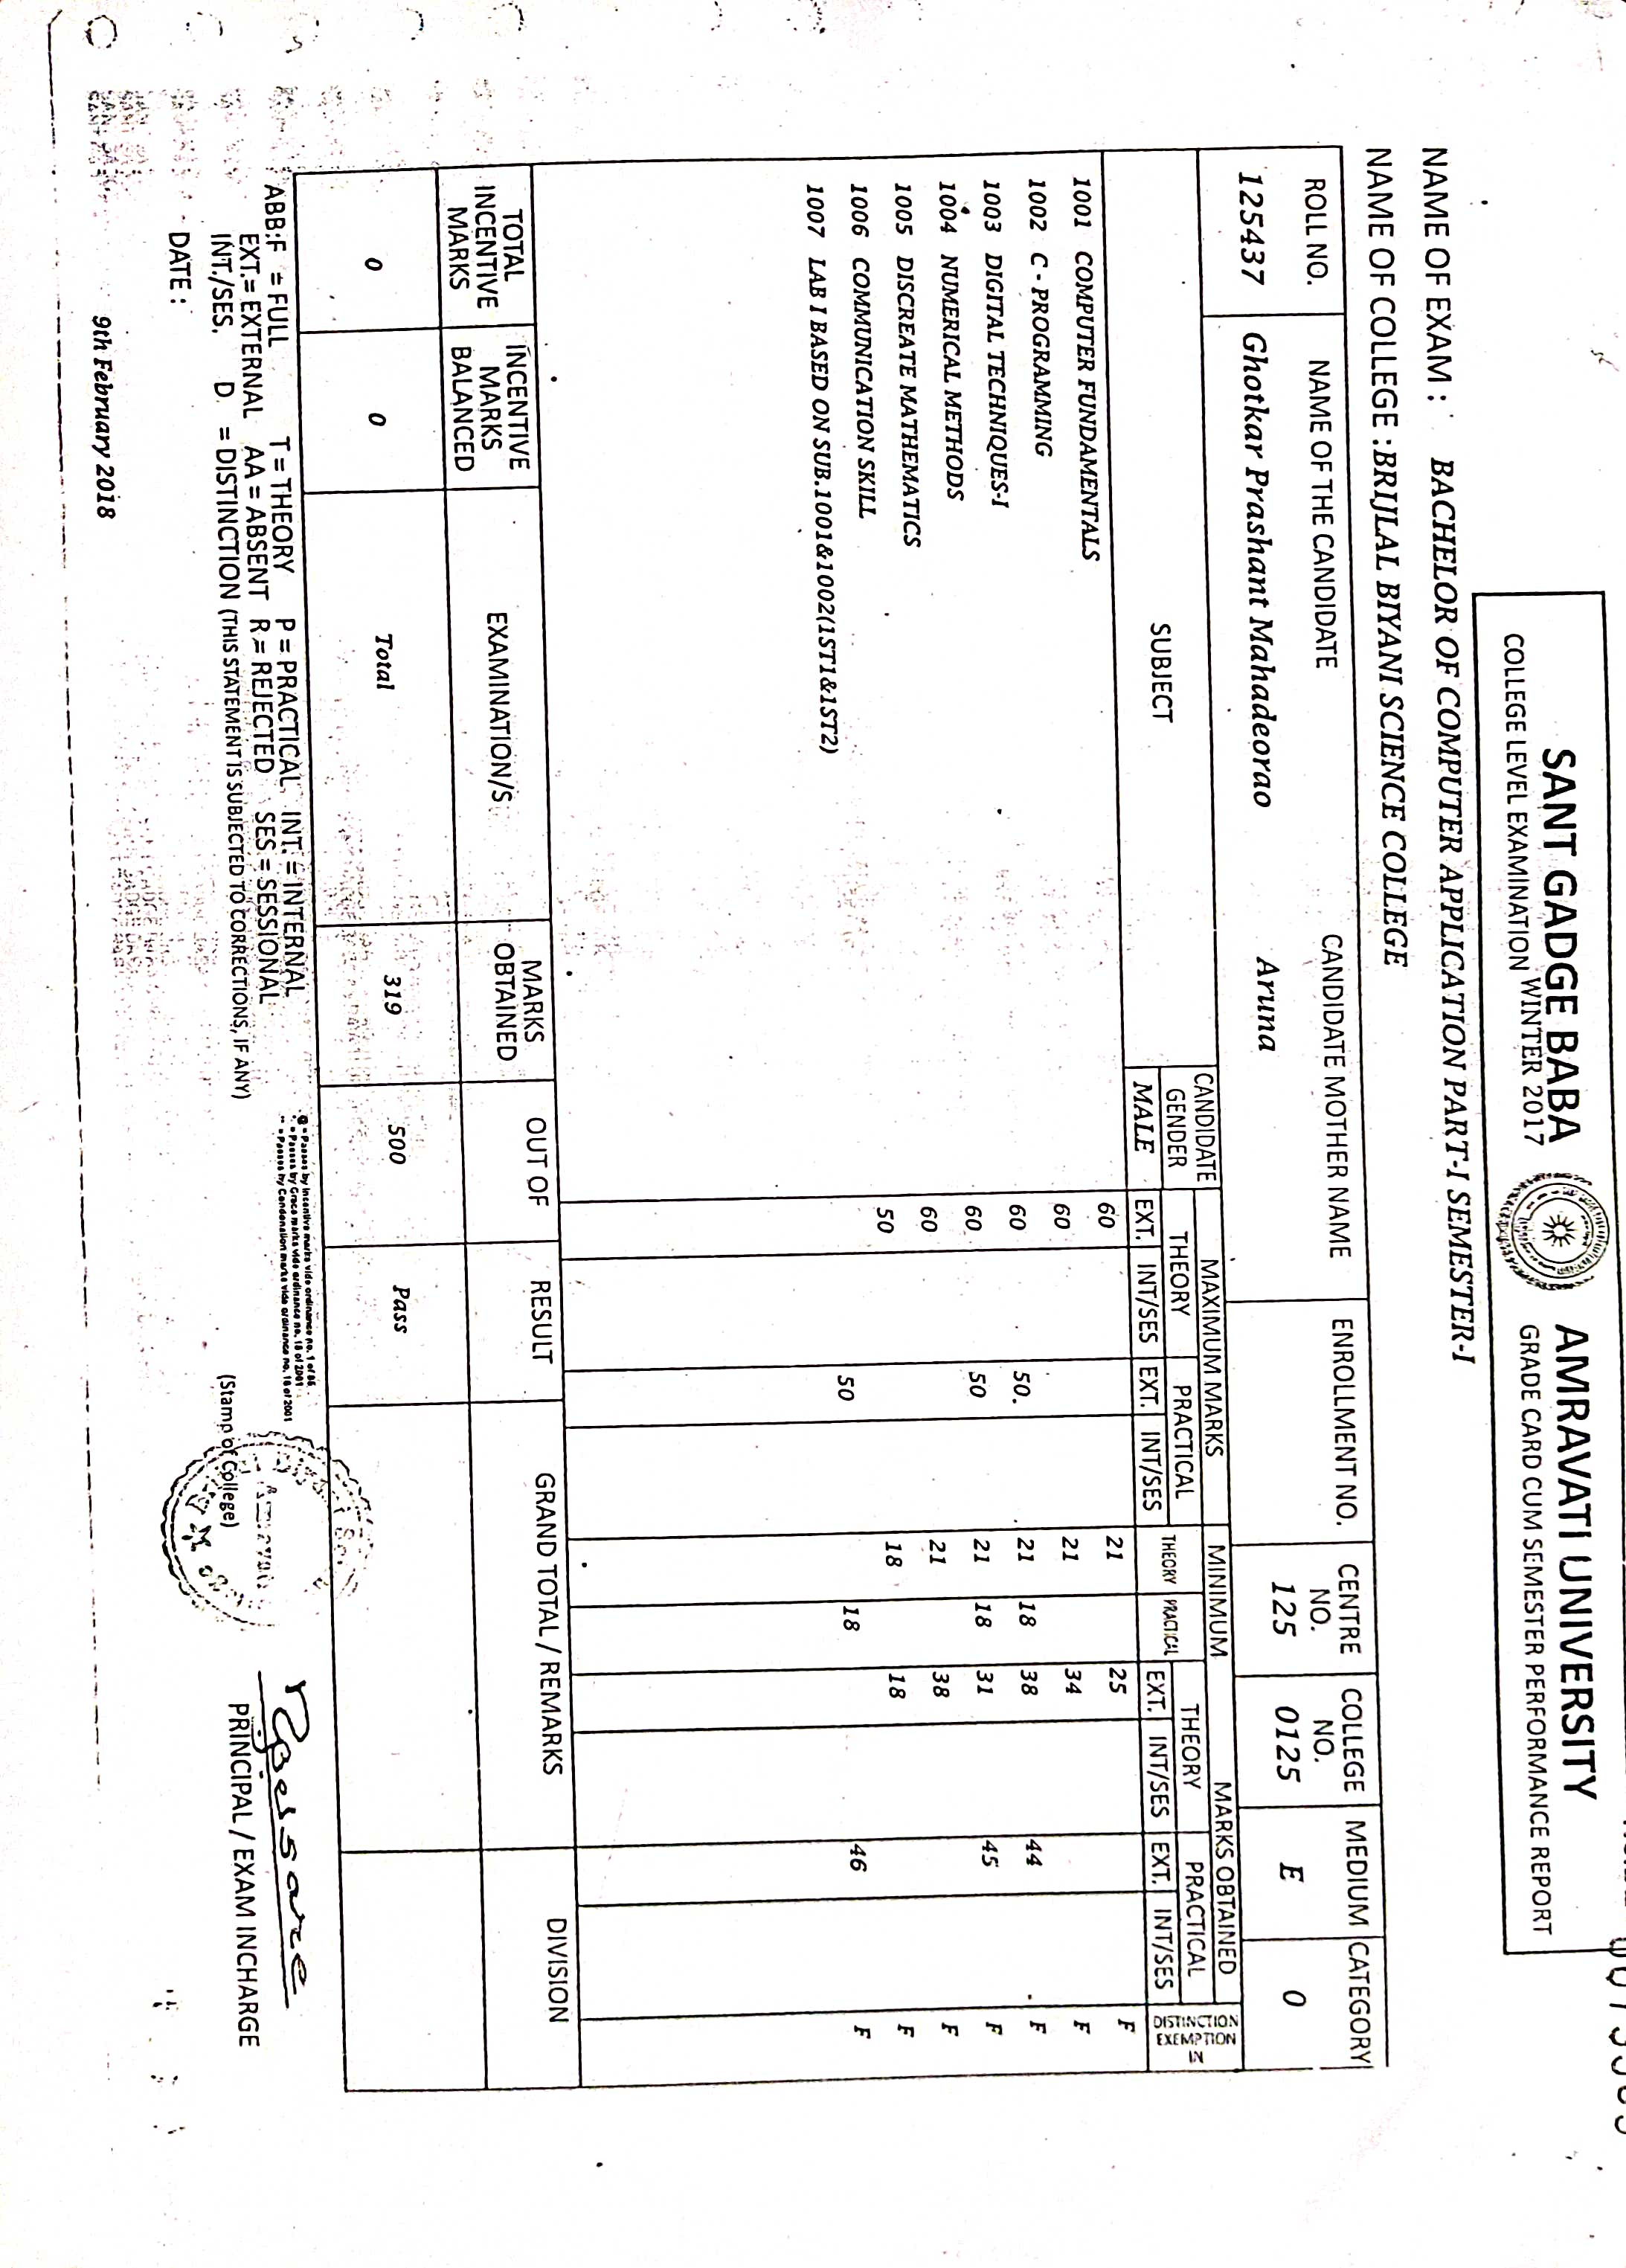 SANT GADGE BABA AMRAVATI UNIVERSITY
COLLEGE LEVEL EXAMINATION WINTER 2017 GRADE CARD CUM SEMESTER PERFORMANCE REPORT
NAME OF EXAM : BACHELOR OF COMPUTER APPLICATION PART-I SEMESTER-I
NAME OF COLLEGE : BRIJLAL BIYANI SCIENCE COLLEGE
ROLL NO. NAME OF THE CANDIDATE CANDIDATE MOTHER NAME ENROLLMENT NO. CENTRE NO. COLLEGE NO. MEDIUM CATEGORY
125437 Ghotkar Prashant Mahadeorao Aruna 125 0125 E O
SUBJECT CANDIDATE GENDER MAXIMUM MARKS MINIMUM MARKS OBTAINED DISTINCTION EXEMPTION IN
THEORY PRACTICAL THEORY PRACTICAL THEORY PRACTICAL
MALE EXT. INT/SES EXT. INT/SES EXT. INT/SES EXT. INT/SES
1001 COMPUTER FUNDAMENTALS 60 21 25 F
1002 C - PROGRAMMING 60 21 34 F
1003 DIGITAL TECHNIQUES-I 60 50 21 18 38 44 F
1004 NUMERICAL METHODS 60 50 21 18 31 45 F
1005 DISCREATE MATHEMATICS 60 21 38 F
1006 COMMUNICATION SKILL 50 18 18 F
1007 LAB I BASED ON SUB.1001&1002(1ST1&1ST2) 50 18 46 F
TOTAL INCENTIVE MARKS INCENTIVE MARKS BALANCED EXAMINATION/S MARKS OBTAINED OUT OF RESULT GRAND TOTAL / REMARKS DIVISION
0 0 Total 319 500 Pass
ABB:F = FULL T = THEORY P = PRACTICAL INT. = INTERNAL
EXT.= EXTERNAL AA = ABSENT R = REJECTED SES = SESSIONAL
INT./SES. D = DISTINCTION (THIS STATEMENT IS SUBJECTED TO CORRECTIONS, IF ANY)
@ - Passes by Incentive marks vide ordinance no. 1 of 86
* - Passes by Grace marks vide ordinance no. 18 of 2001
** - Passes by Condonation marks vide ordinance no. 18 of 2001
DATE :
(Stamp of College)
PRINCIPAL / EXAM INCHARGE
9th February 2018